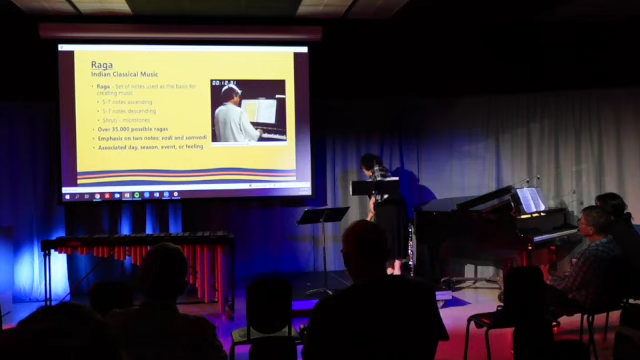 Raga
Indian Classical Music
• Raga - Set of notes used as the basis for
creating music
• 5-7 notes ascending
• 5-7 notes descending
• Shruti - microtones
• Over 35,000 possible ragas
• Emphasis on two notes: vadi and samvadi
• Associated day, season, event, or feeling